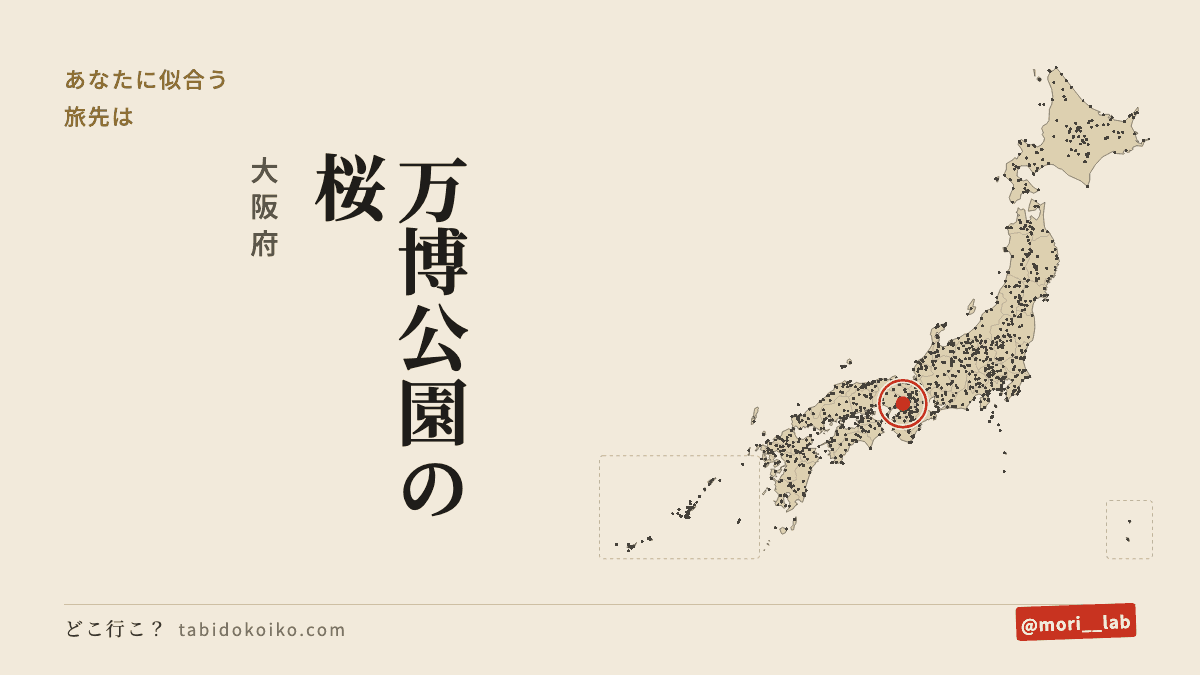 あなたに似合う
旅先は
万博公園の
桜
大阪府
どこ行こ？ tabidokoiko.com
@mori__lab